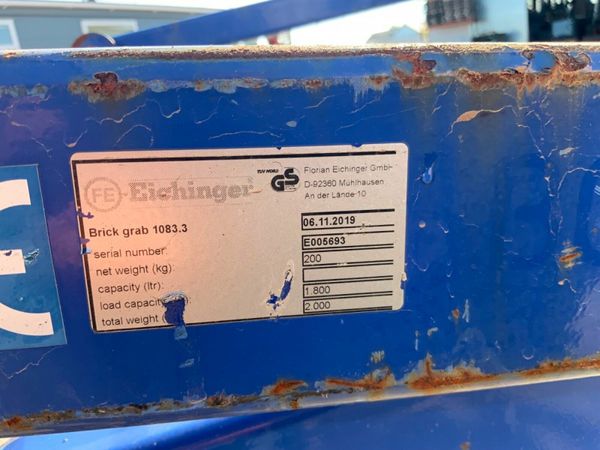 FE Eichinger
TÜV NORD GS
Florian Eichinger GmbH
D-92360 Mühlhausen
An der Lände 10
Brick grab 1083.3 06.11.2019
serial number: E005693
net weight (kg): 200
capacity (ltr):
load capacity 1.800
total weight ( 2.000
CE